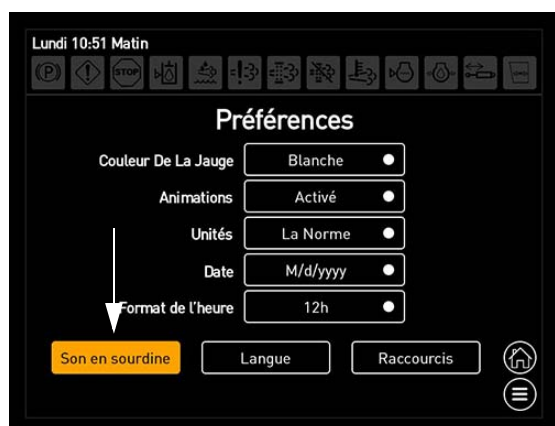 Lundi 10:51 Matin
STOP
Préférences
Couleur De La Jauge Blanche
Animations Activé
Unités La Norme
Date M/d/yyyy
Format de l'heure 12h
Son en sourdine Langue Raccourcis